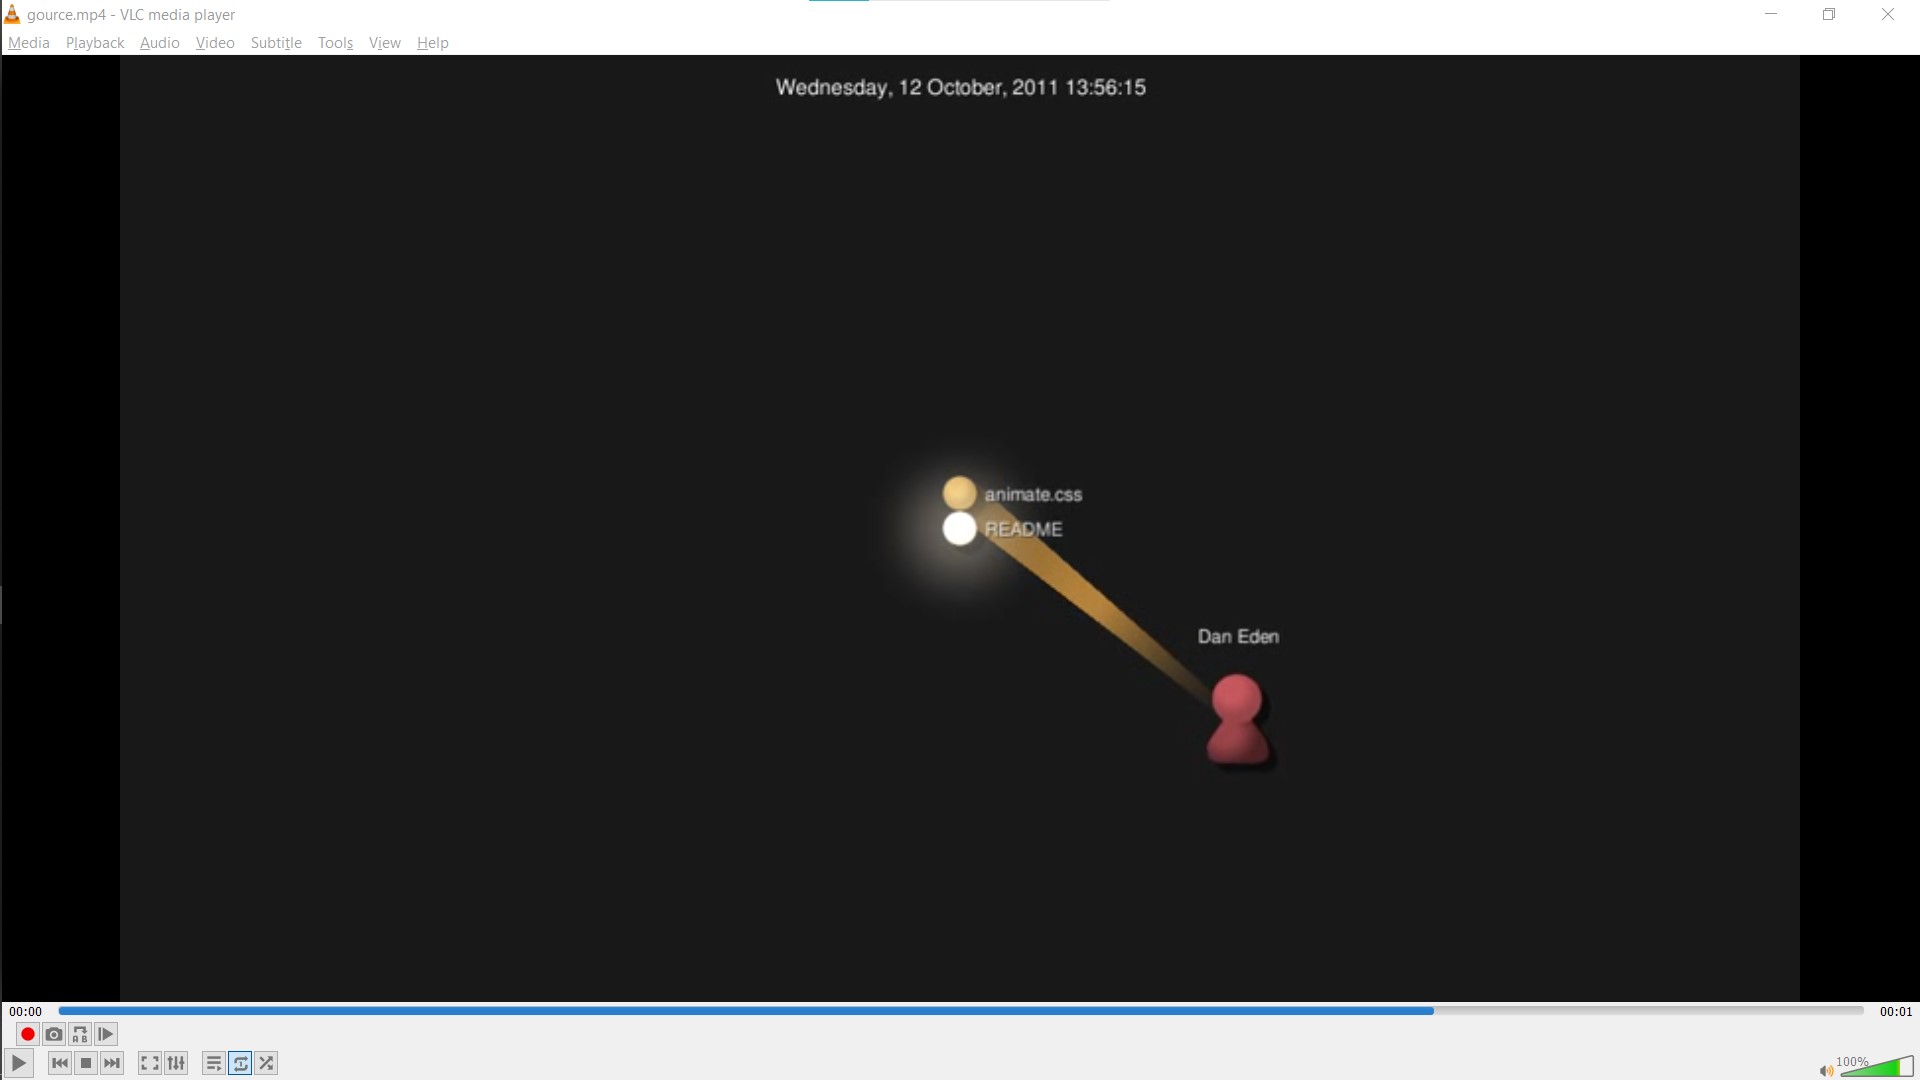 gource.mp4 - VLC media player
Media Playback Audio Video Subtitle Tools View Help
Wednesday, 12 October, 2011 13:56:15
animate.css
README
Dan Eden
00:00 00:01
A B
100%